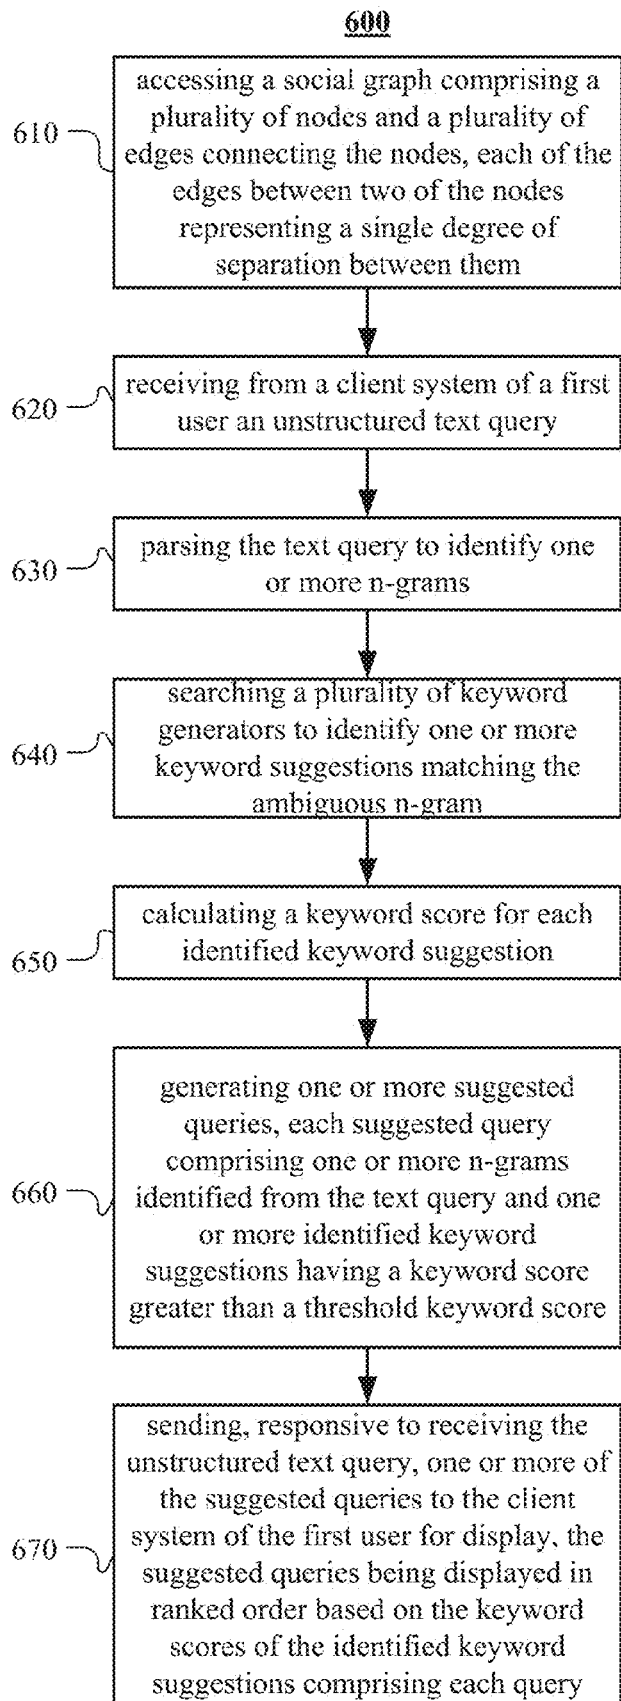 600
610
accessing a social graph comprising a
plurality of nodes and a plurality of
edges connecting the nodes, each of the
edges between two of the nodes
representing a single degree of
separation between them
620
receiving from a client system of a first
user an unstructured text query
630
parsing the text query to identify one
or more n-grams
640
searching a plurality of keyword
generators to identify one or more
keyword suggestions matching the
ambiguous n-gram
650
calculating a keyword score for each
identified keyword suggestion
660
generating one or more suggested
queries, each suggested query
comprising one or more n-grams
identified from the text query and one
or more identified keyword
suggestions having a keyword score
greater than a threshold keyword score
670
sending, responsive to receiving the
unstructured text query, one or more of
the suggested queries to the client
system of the first user for display, the
suggested queries being displayed in
ranked order based on the keyword
scores of the identified keyword
suggestions comprising each query